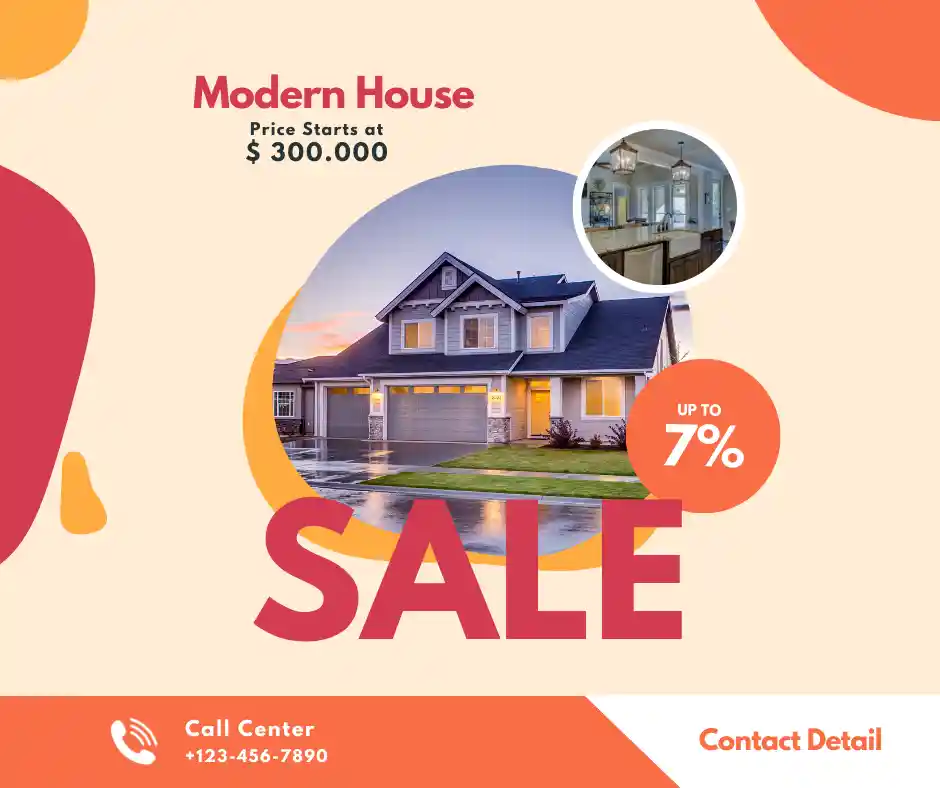 Modern House
Price Starts at
$ 300.000
UP TO
7%
SALE
Call Center
+123-456-7890
Contact Detail